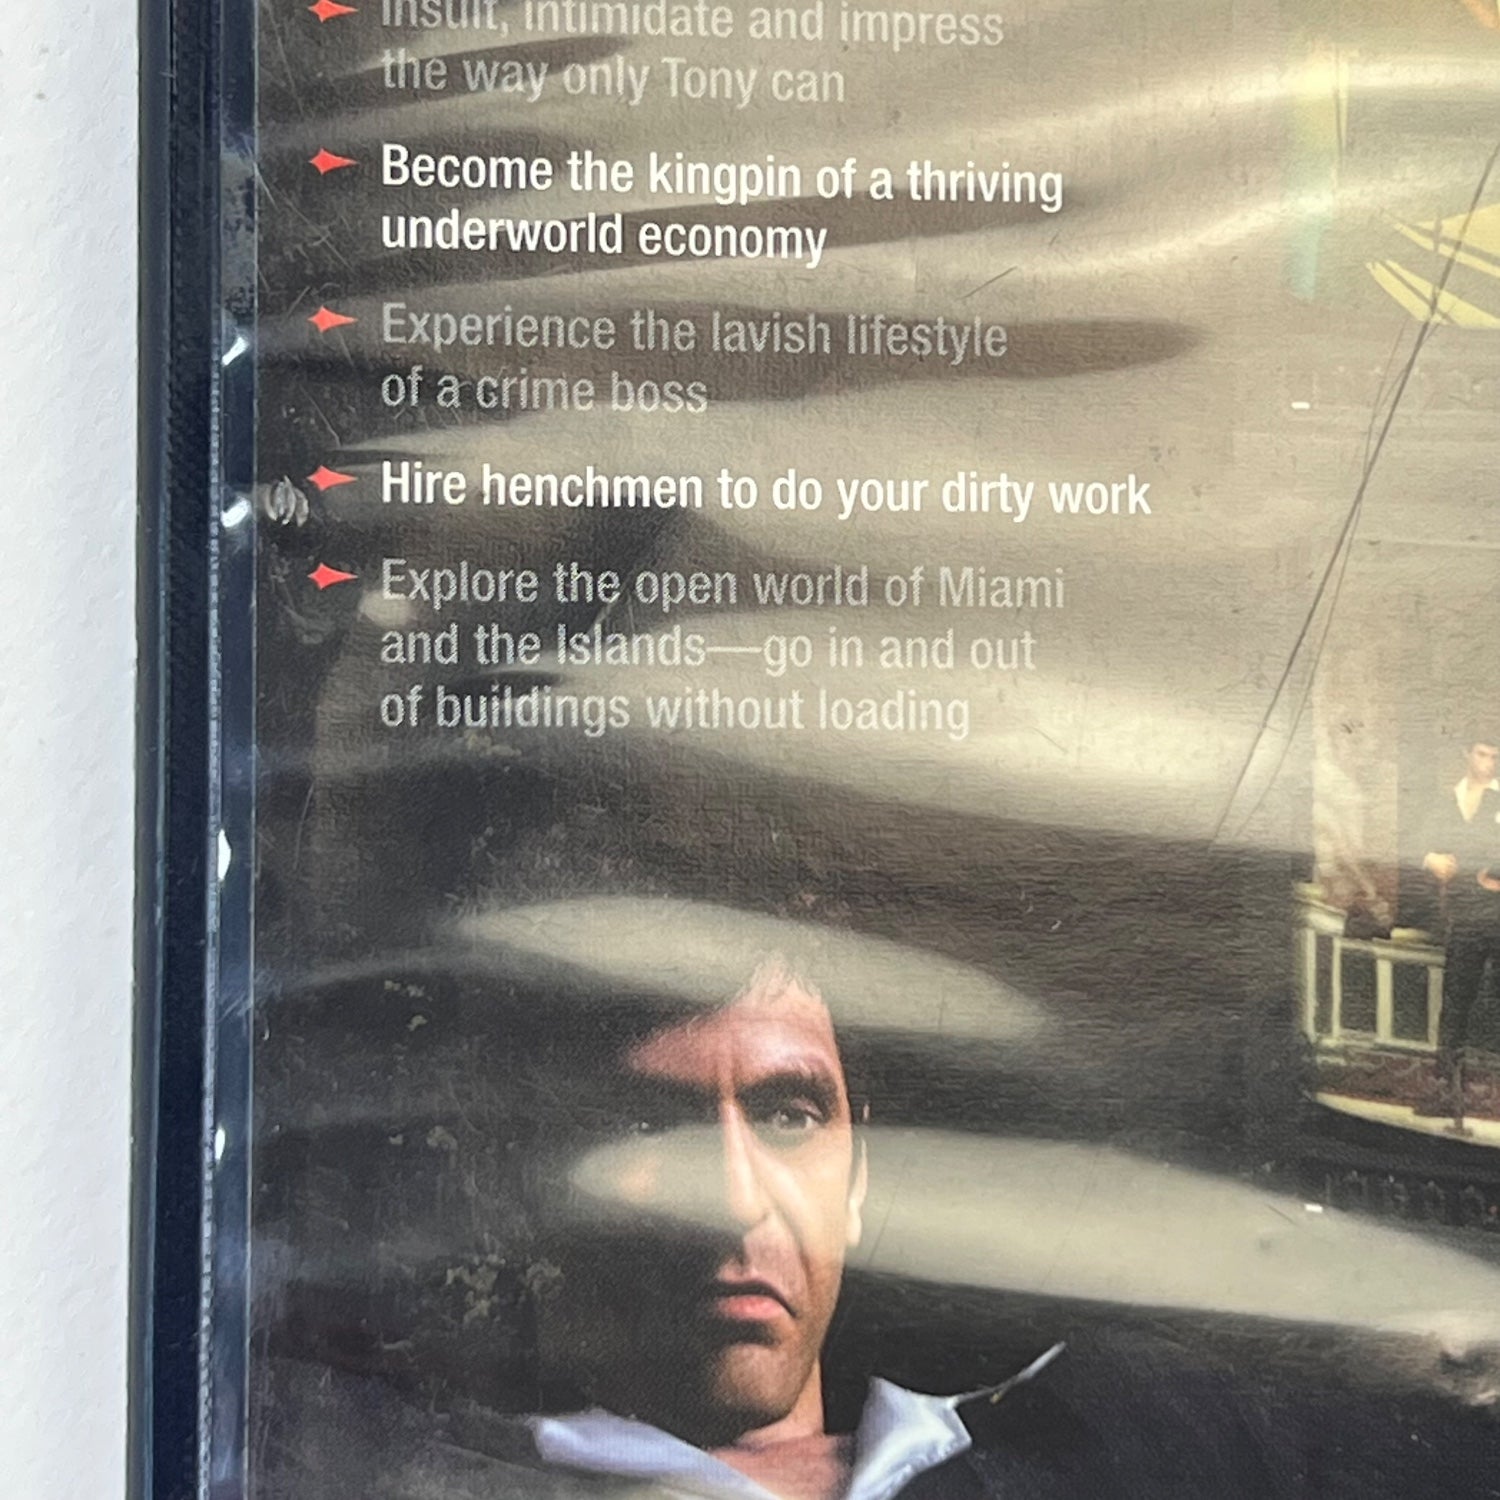 Insult, intimidate and impress
the way only Tony can
Become the kingpin of a thriving
underworld economy
Experience the lavish lifestyle
of a crime boss
Hire henchmen to do your dirty work
Explore the open world of Miami
and the Islands—go in and out
of buildings without loading